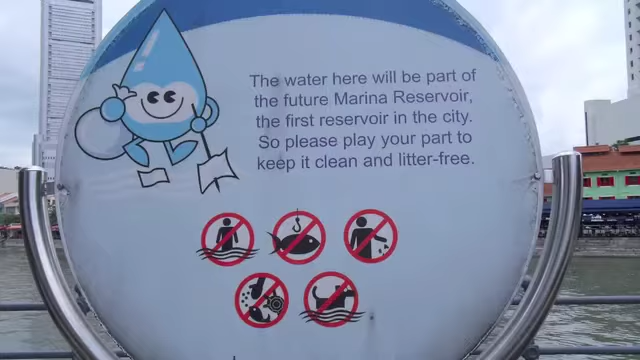 The water here will be part of
the future Marina Reservoir,
the first reservoir in the city.
So please play your part to
keep it clean and litter-free.